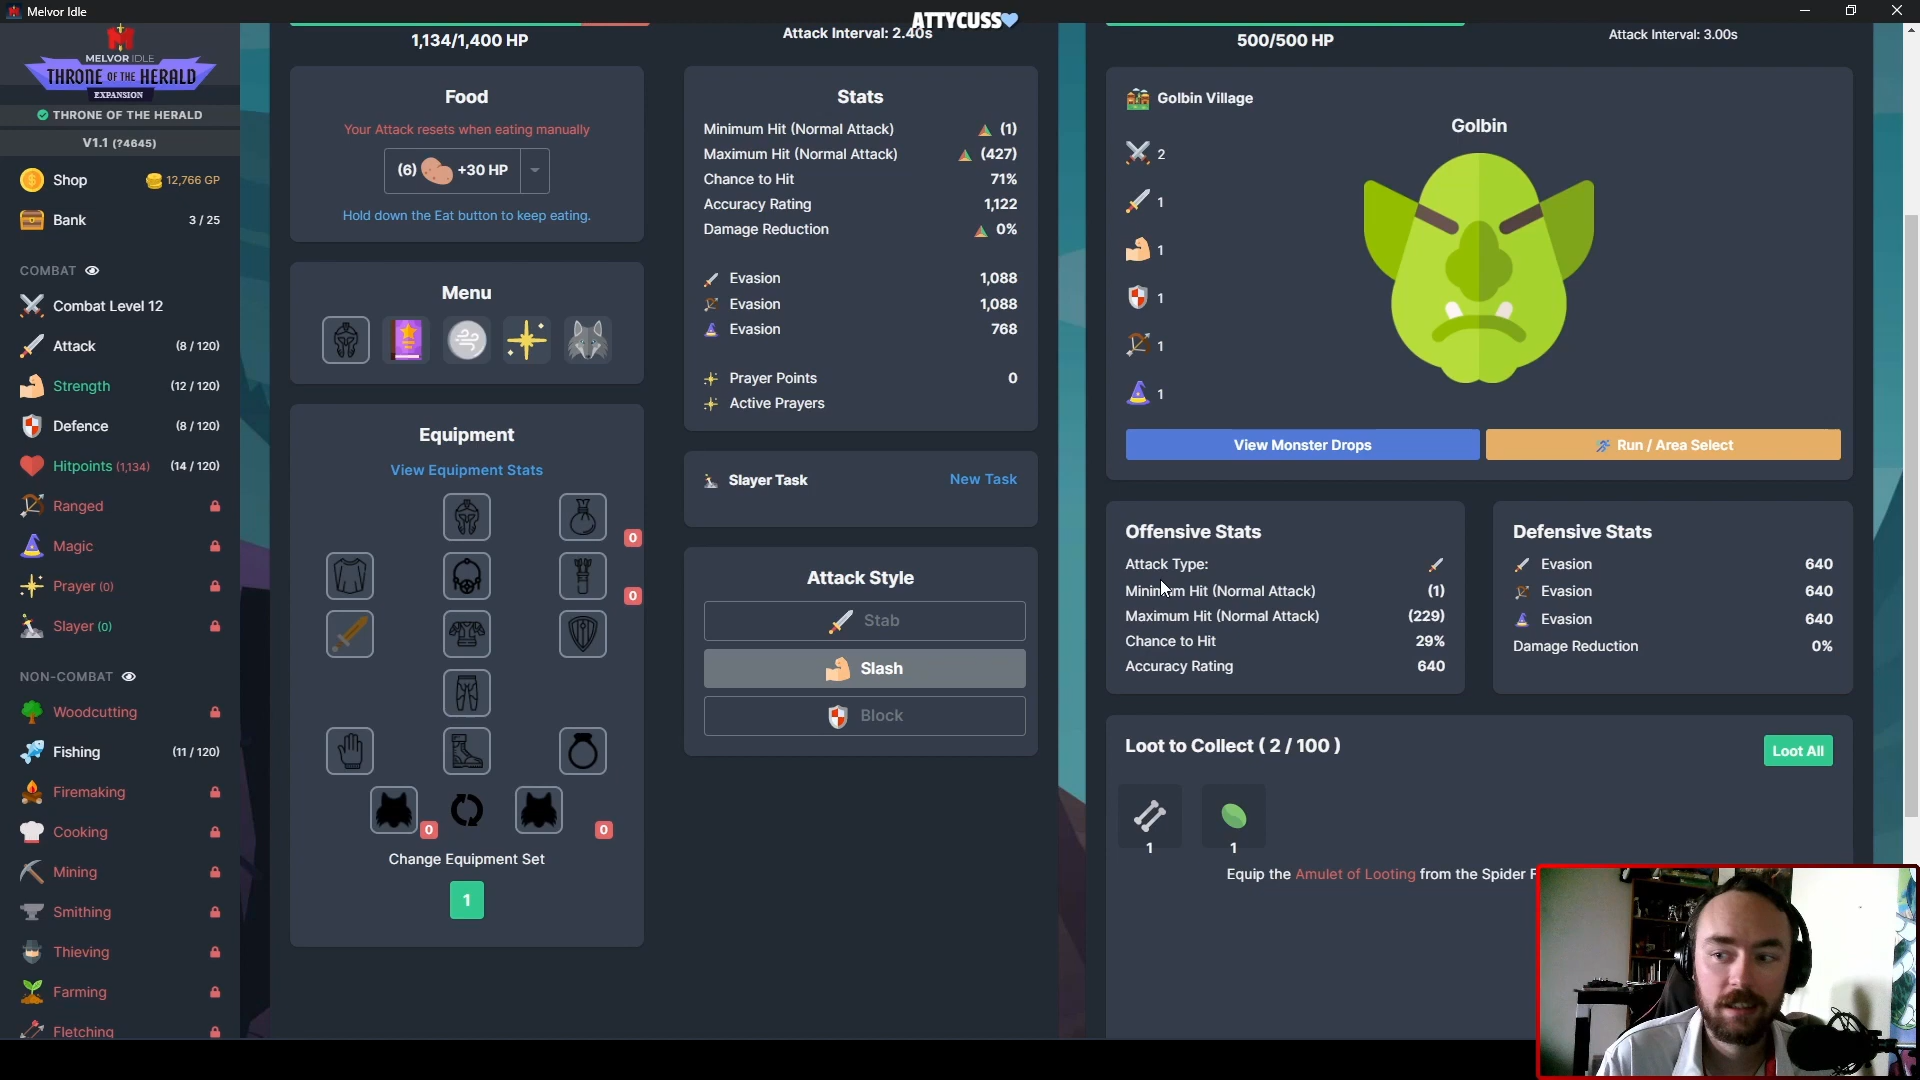 Melvor Idle
ATTYCUSS
MELVOR IDLE
THRONE OF THE HERALD
EXPANSION
THRONE OF THE HERALD
V1.1 (?4645)
Shop 12,766 GP
Bank 3 / 25
COMBAT
Combat Level 12
Attack (8 / 120)
Strength (12 / 120)
Defence (8 / 120)
Hitpoints (1,134) (14 / 120)
Ranged
Magic
Prayer (0)
Slayer (0)
NON-COMBAT
Woodcutting
Fishing (11 / 120)
Firemaking
Cooking
Mining
Smithing
Thieving
Farming
Fletching
1,134/1,400 HP
Food
Your Attack resets when eating manually
(6) +30 HP
Hold down the Eat button to keep eating.
Menu
Equipment
View Equipment Stats
0
0
0
0
Change Equipment Set
1
Attack Interval: 2.40s
Stats
Minimum Hit (Normal Attack) (1)
Maximum Hit (Normal Attack) (427)
Chance to Hit 71%
Accuracy Rating 1,122
Damage Reduction 0%
Evasion 1,088
Evasion 1,088
Evasion 768
Prayer Points 0
Active Prayers
Slayer Task New Task
Attack Style
Stab
Slash
Block
500/500 HP
Attack Interval: 3.00s
Golbin Village
Golbin
2
1
1
1
1
1
View Monster Drops
Run / Area Select
Offensive Stats
Attack Type:
Minimum Hit (Normal Attack) (1)
Maximum Hit (Normal Attack) (229)
Chance to Hit 29%
Accuracy Rating 640
Defensive Stats
Evasion 640
Evasion 640
Evasion 640
Damage Reduction 0%
Loot to Collect ( 2 / 100 )
Loot All
1
1
Equip the Amulet of Looting from the Spider